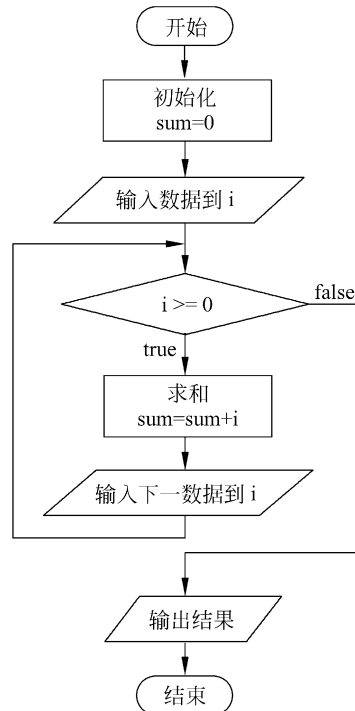 开始
初始化
sum=0
输入数据到 i
i >= 0
false
true
求和
sum=sum+i
输入下一数据到 i
输出结果
结束